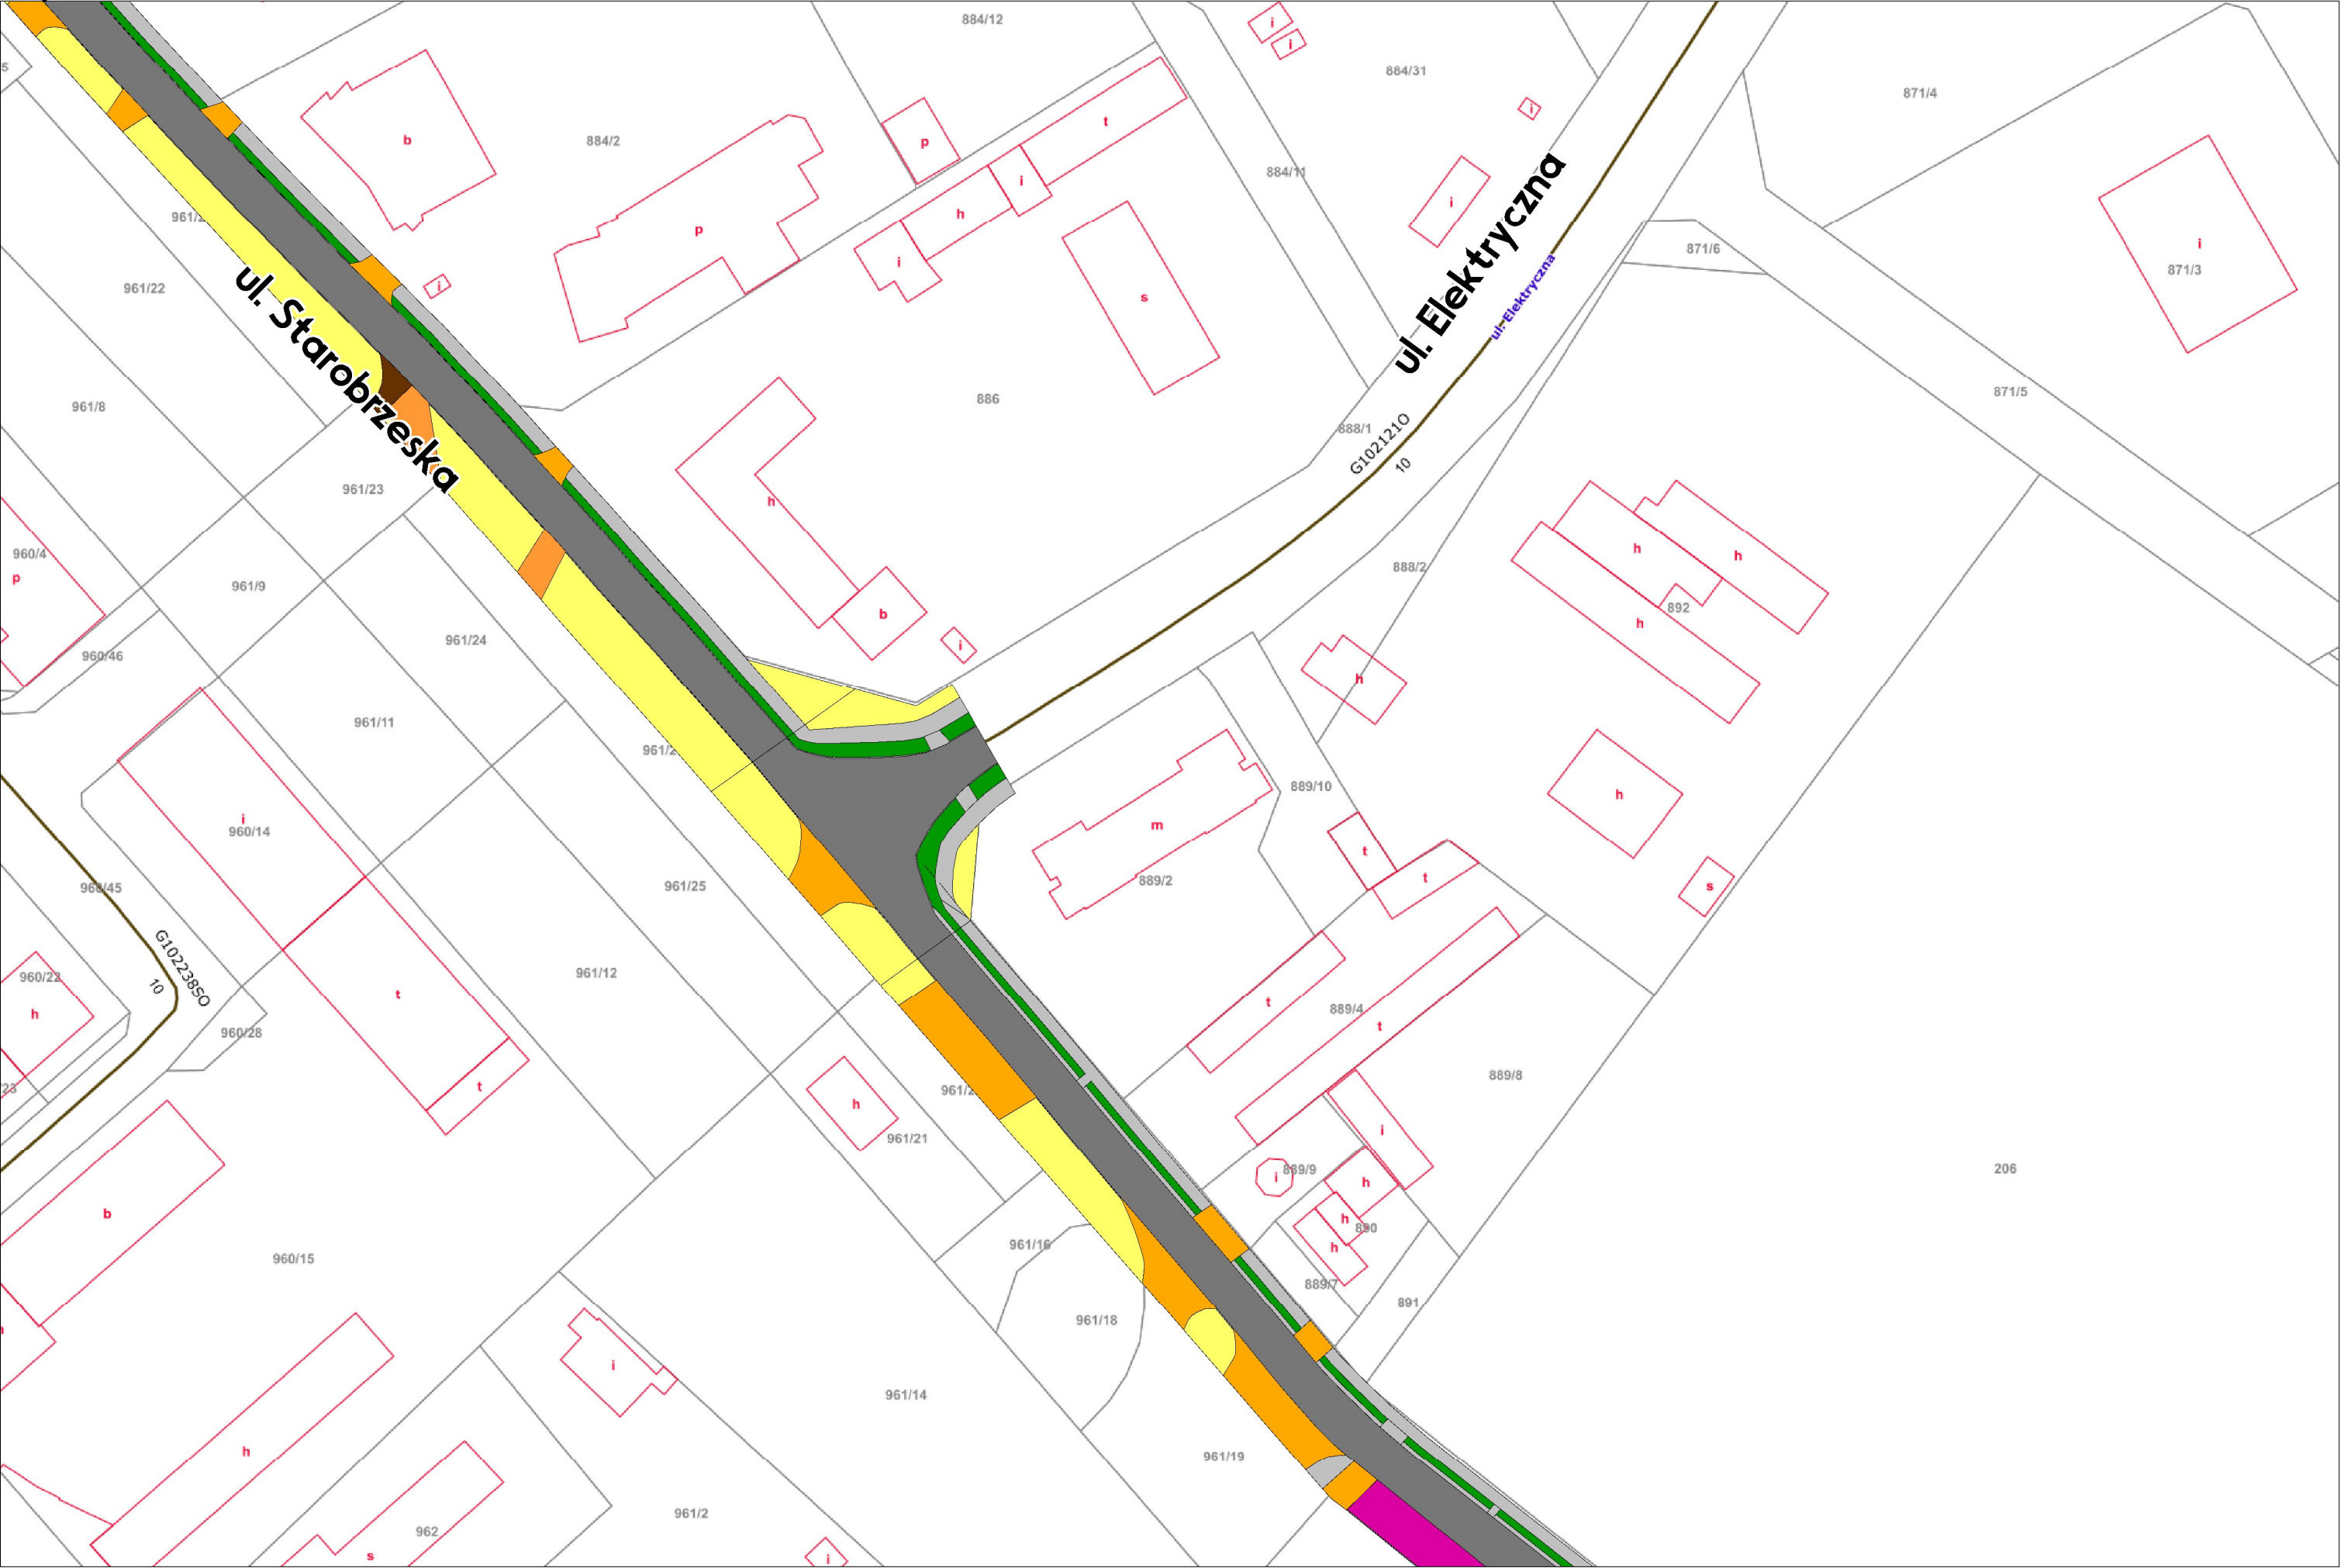 884/12
i
i
884/31
871/4
5
b
884/2
p
t
i
884/11
i
i
h
p
i
s
871/6
i
871/3
961/22
i
ul. Elektryczna
ul. Elektryczna
ul. Starobrzeska
961/8
886
871/5
888/1
G102121O
10
961/23
h
960/4
p
h
h
892
h
888/2
961/9
b
i
961/24
960/46
h
961/11
889/10
h
i
960/14
m
t
889/2
t
s
961/25
960/45
G102238SO
10
960/22
h
961/12
t
t
889/4
t
960/28
t
h
889/8
961/21
i
889/9
i
h
206
h
890
h
b
960/15
961/16
889/7
891
961/18
i
961/14
h
961/19
961/2
962
s
i